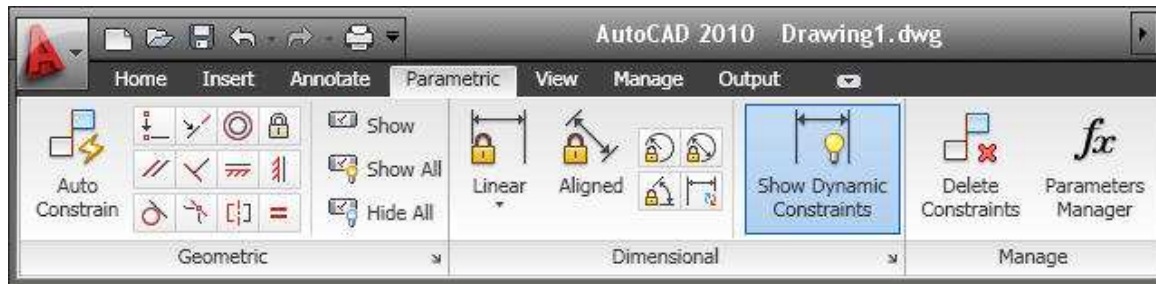 AutoCAD 2010 Drawing1.dwg
Home Insert Annotate Parametric View Manage Output
Auto
Constrain
Show
Show All
Hide All
Linear
Aligned
Show Dynamic
Constraints
Delete
Constraints
fx
Parameters
Manager
Geometric
Dimensional
Manage